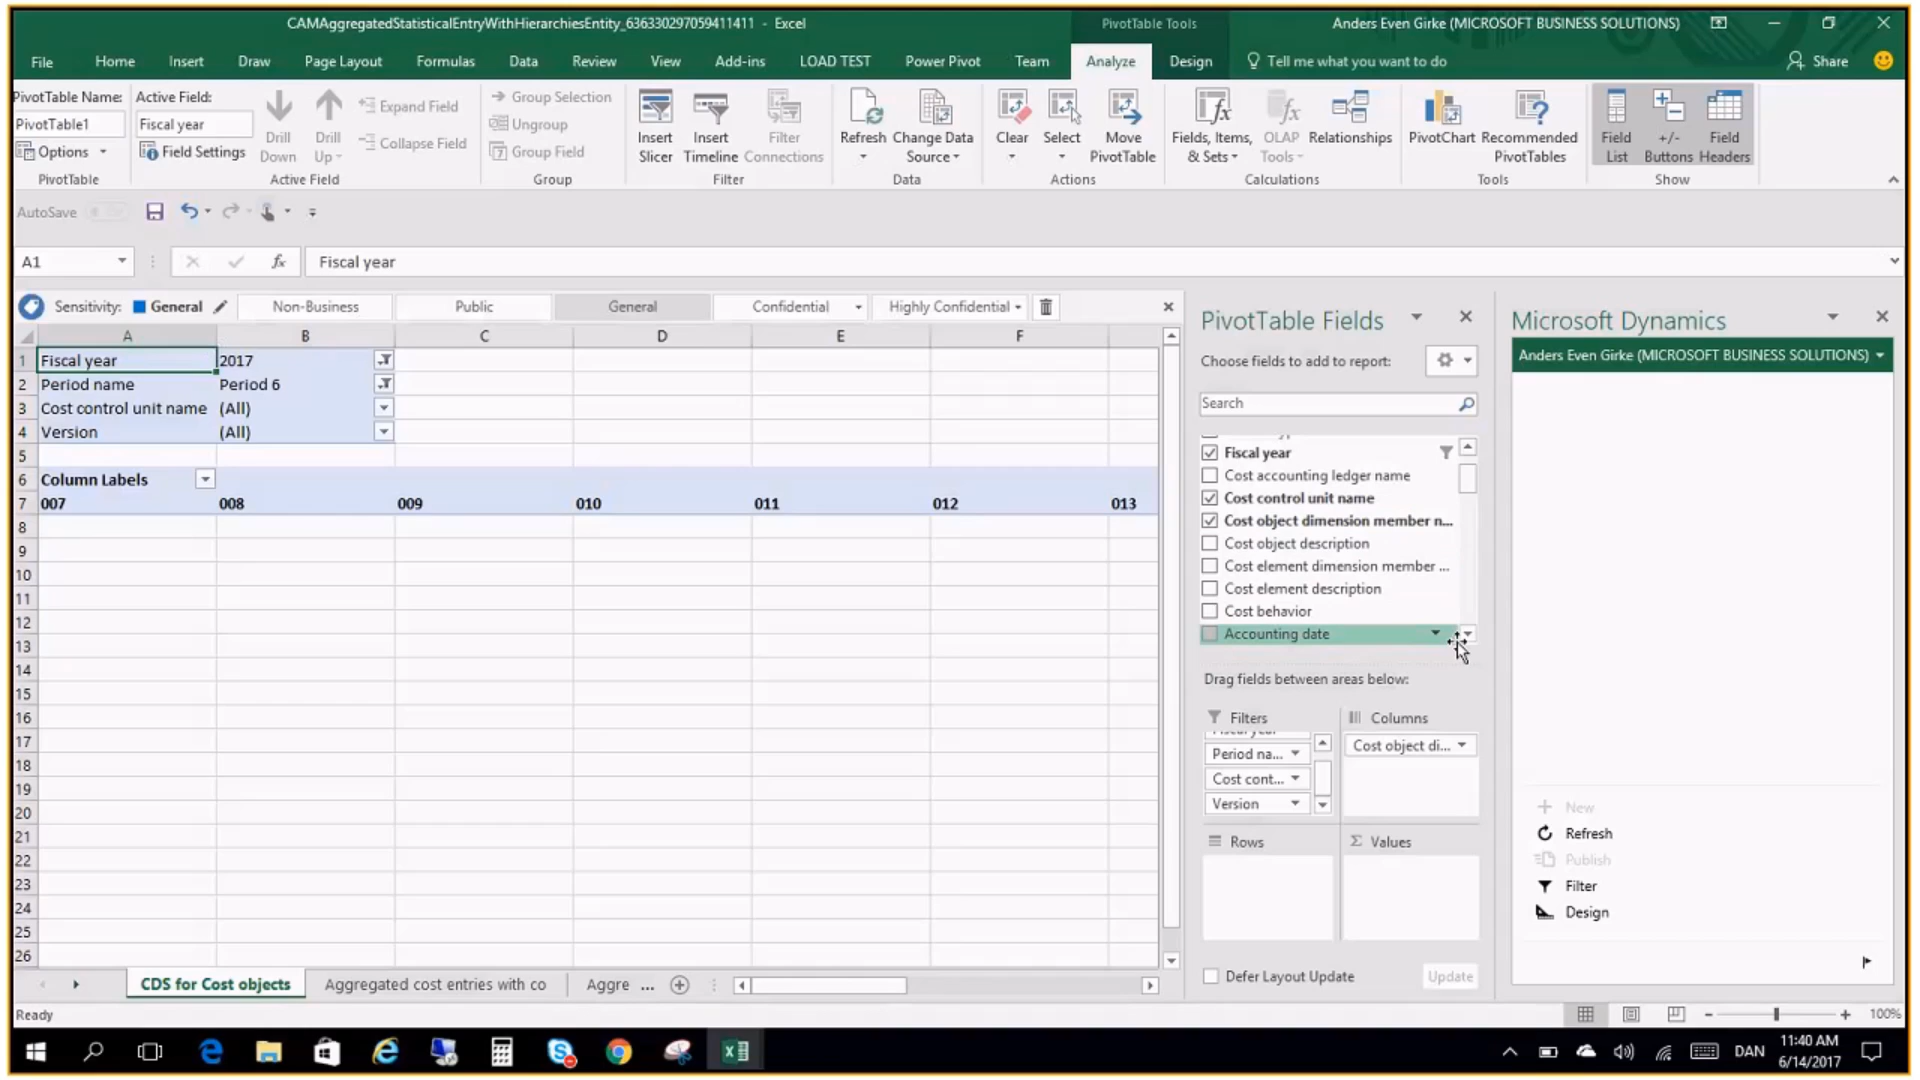 CAMAggregatedStatisticalEntryWithHierarchiesEntity_636330297059411411 - Excel
PivotTable Tools
Anders Even Girke (MICROSOFT BUSINESS SOLUTIONS)
File Home Insert Draw Page Layout Formulas Data Review View Add-ins LOAD TEST Power Pivot Team Analyze Design Tell me what you want to do Share
PivotTable Name:
PivotTable1
Options
PivotTable
Active Field:
Fiscal year
Field Settings
Drill Down
Drill Up
Expand Field
Collapse Field
Active Field
Group Selection
Ungroup
Group Field
Group
Insert Slicer
Insert Timeline
Filter Connections
Filter
Refresh
Change Data Source
Data
Clear
Select
Move PivotTable
Actions
Fields, Items, & Sets
OLAP Tools
Relationships
Calculations
PivotChart
Recommended PivotTables
Tools
Field List
+/- Buttons
Field Headers
Show
AutoSave
A1
fx
Fiscal year
Sensitivity: General Non-Business Public General Confidential Highly Confidential
A B C D E F
1 Fiscal year 2017
2 Period name Period 6
3 Cost control unit name (All)
4 Version (All)
5
6 Column Labels
7 007 008 009 010 011 012 013
8
9
10
11
12
13
14
15
16
17
18
19
20
21
22
23
24
25
26
PivotTable Fields
Choose fields to add to report:
Search
Fiscal year
Cost accounting ledger name
Cost control unit name
Cost object dimension member n...
Cost object description
Cost element dimension member ...
Cost element description
Cost behavior
Accounting date
Drag fields between areas below:
Filters
Period na...
Cost cont...
Version
Columns
Cost object di...
Rows
Values
Defer Layout Update
Update
Microsoft Dynamics
Anders Even Girke (MICROSOFT BUSINESS SOLUTIONS)
New
Refresh
Publish
Filter
Design
CDS for Cost objects
Aggregated cost entries with co
Aggre ...
Ready
100%
DAN
11:40 AM
6/14/2017